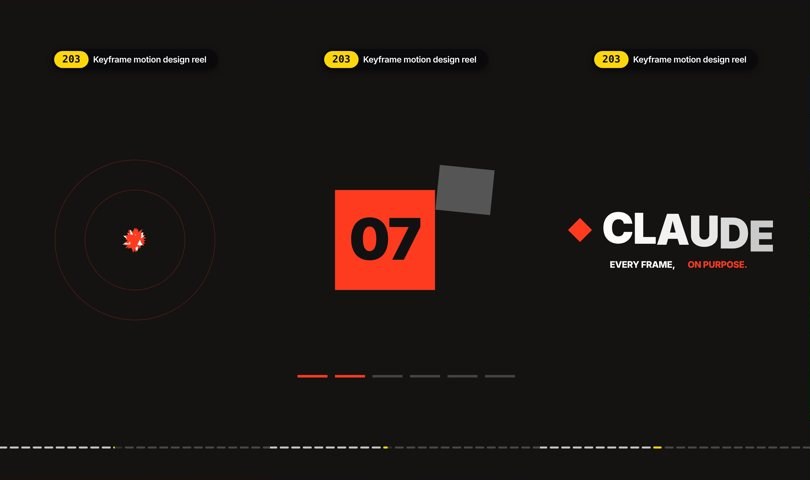 203 Keyframe motion design reel
203 Keyframe motion design reel
203 Keyframe motion design reel
07
CLAUDE
EVERY FRAME, ON PURPOSE.